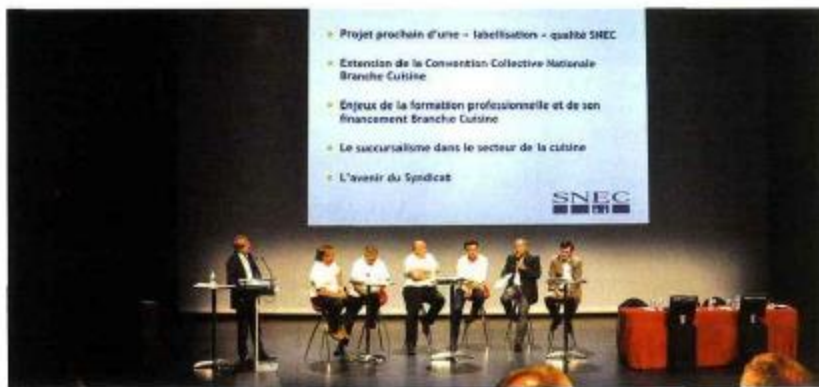 Projet prochain d'une « labellisation » qualité SNEC
Extension de la Convention Collective Nationale
Branche Cuisine
Enjeux de la formation professionnelle et de son
financement Branche Cuisine
Le succursalisme dans le secteur de la cuisine
L'avenir du Syndicat
SNEC